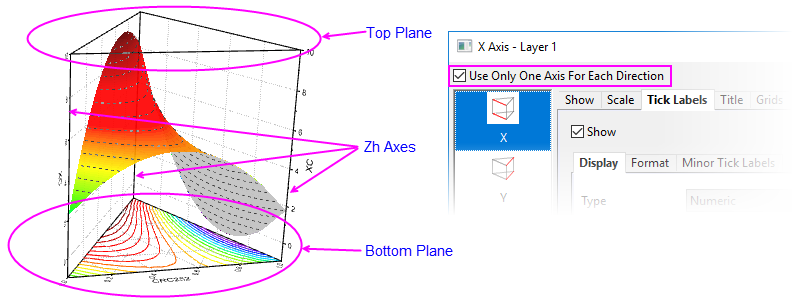 Top Plane
Zh Axes
Bottom Plane
10
8
6
4
2
0
XC
CRC252
X Axis - Layer 1
Use Only One Axis For Each Direction
Show Scale Tick Labels Title Grids
X
Show
Display Format Minor Tick Labels
Y
Type Numeric